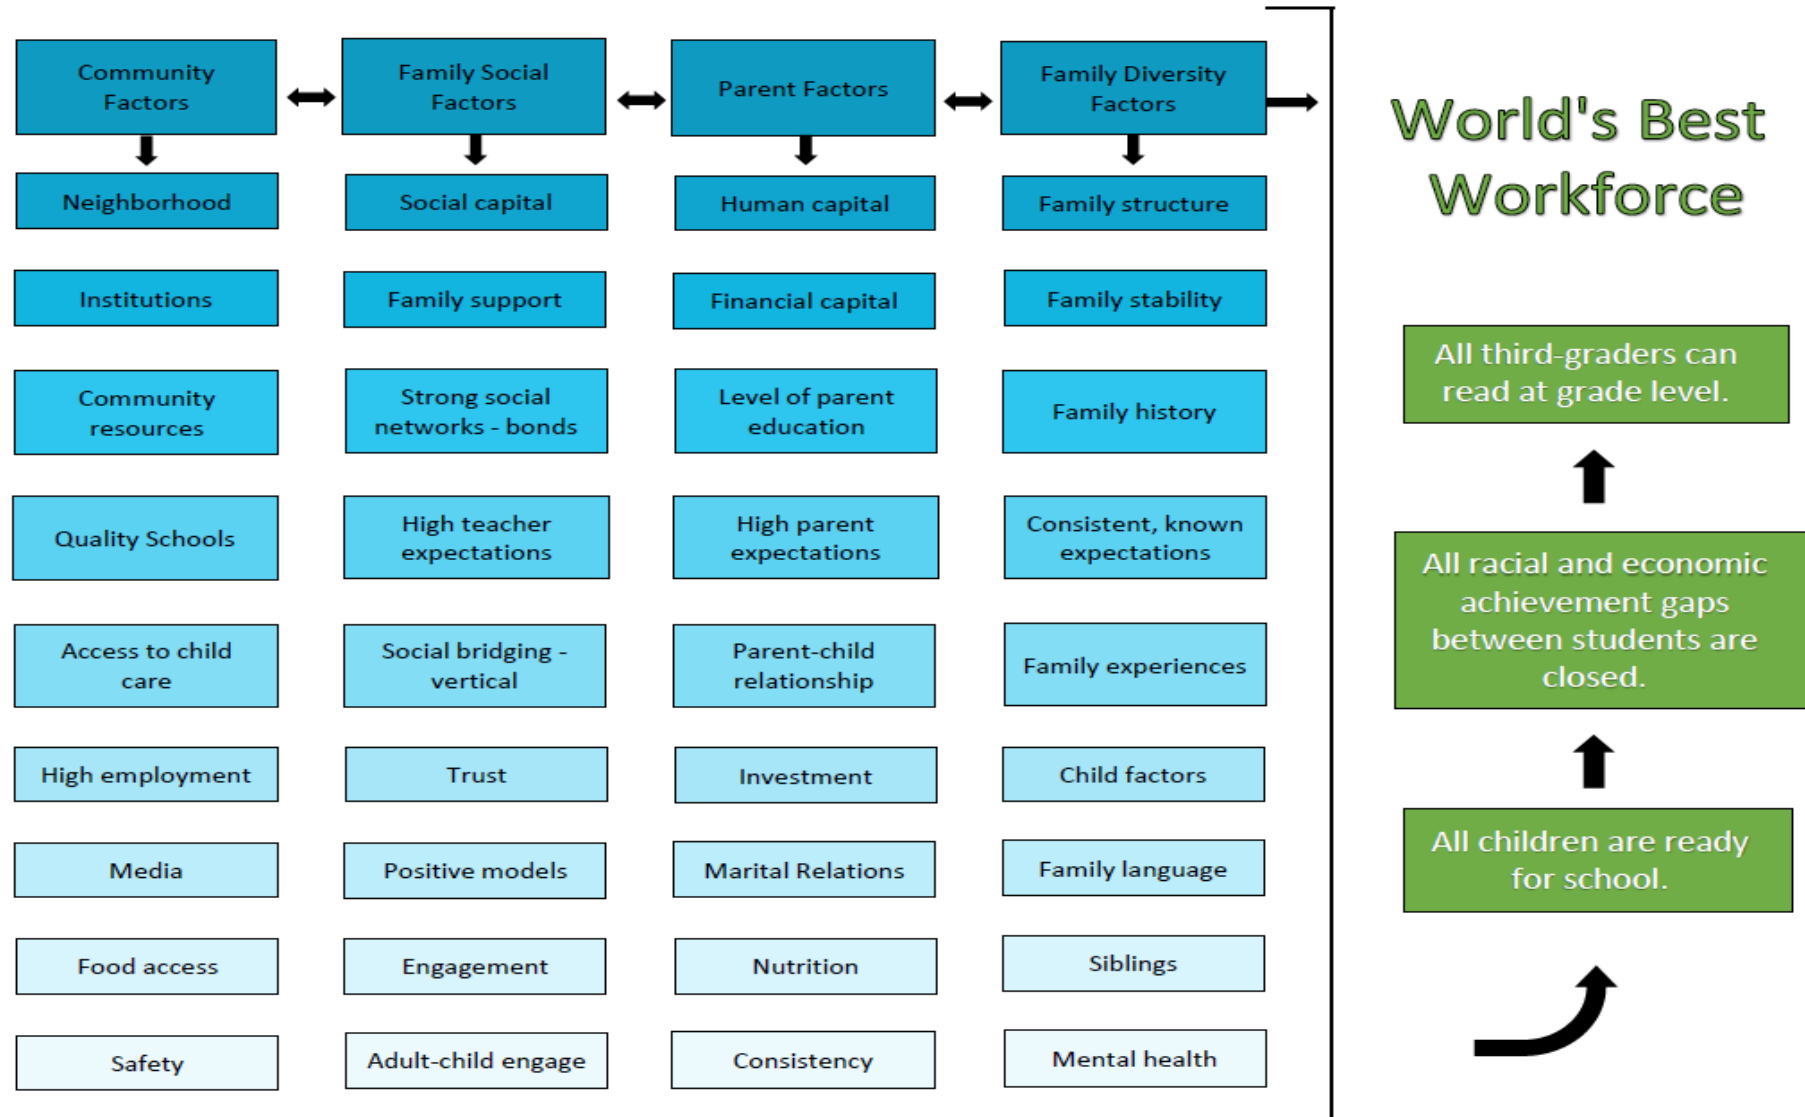 Community
Factors
Family Social
Factors
Parent Factors
Family Diversity
Factors
Neighborhood
Social capital
Human capital
Family structure
Institutions
Family support
Financial capital
Family stability
Community
resources
Strong social
networks - bonds
Level of parent
education
Family history
Quality Schools
High teacher
expectations
High parent
expectations
Consistent, known
expectations
Access to child
care
Social bridging -
vertical
Parent-child
relationship
Family experiences
High employment
Trust
Investment
Child factors
Media
Positive models
Marital Relations
Family language
Food access
Engagement
Nutrition
Siblings
Safety
Adult-child engage
Consistency
Mental health
World's Best
Workforce
All third-graders can
read at grade level.
All racial and economic
achievement gaps
between students are
closed.
All children are ready
for school.